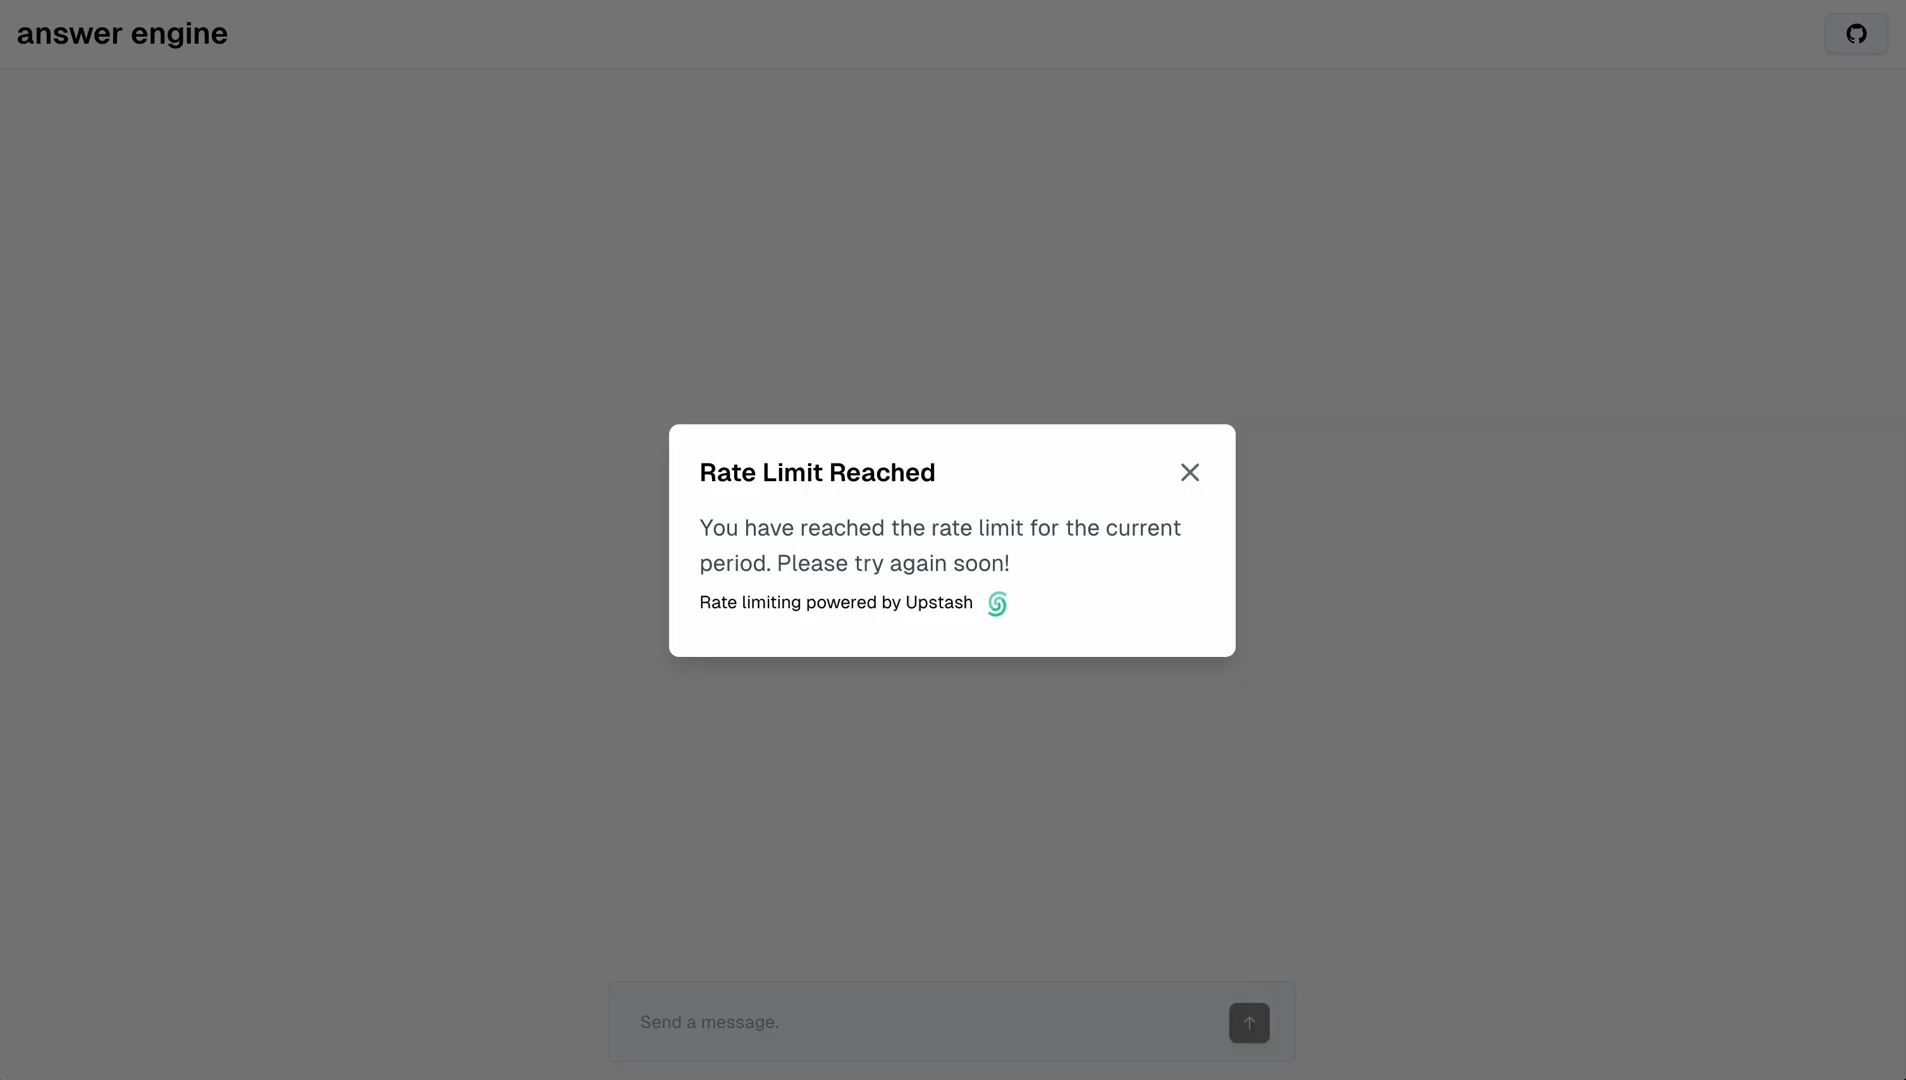 answer engine
Rate Limit Reached
You have reached the rate limit for the current
period. Please try again soon!
Rate limiting powered by Upstash
Send a message.